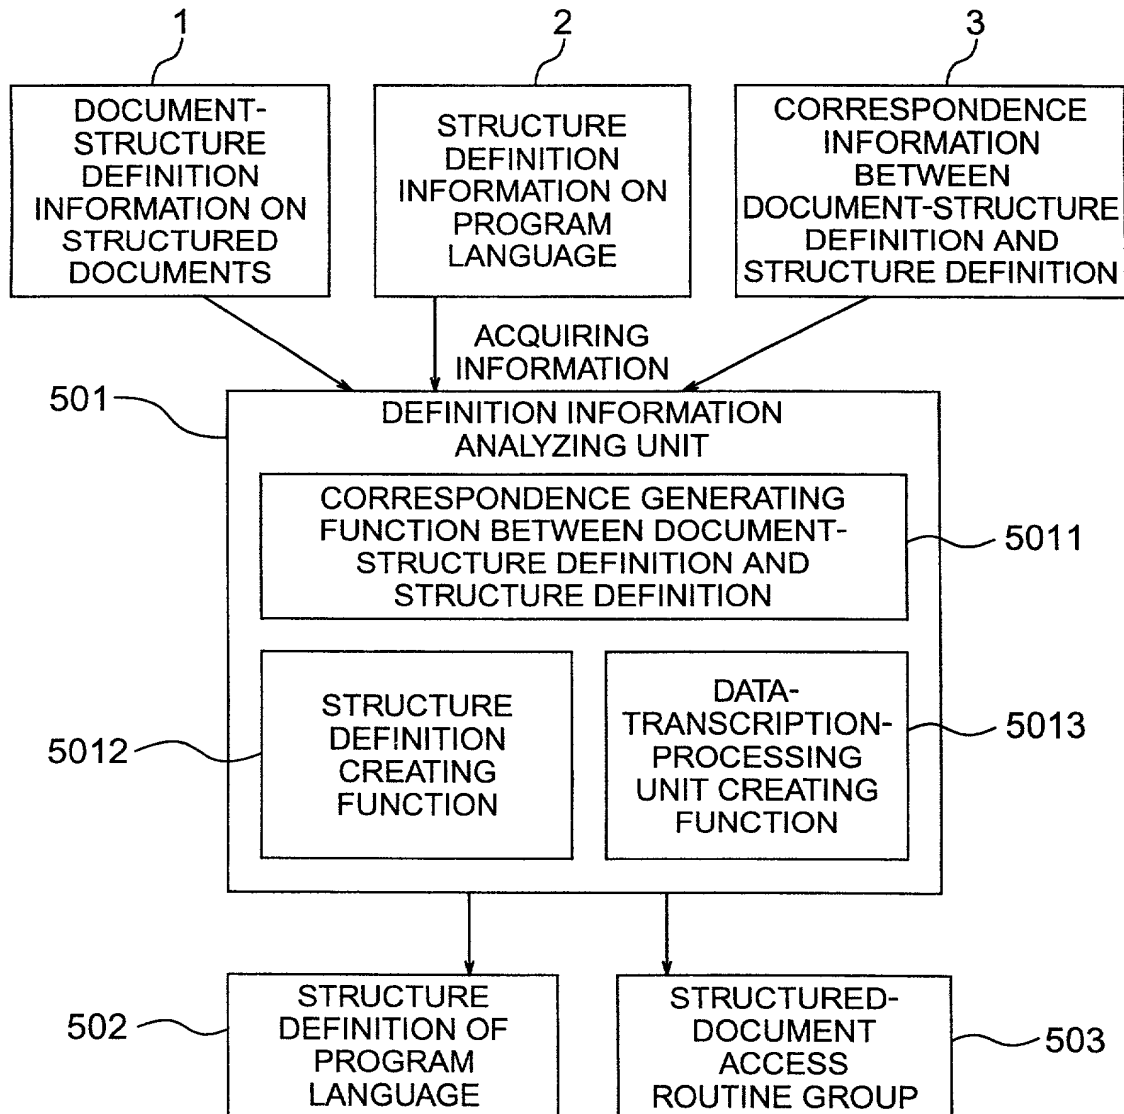 1
2
3
DOCUMENT-
STRUCTURE
DEFINITION
INFORMATION ON
STRUCTURED
DOCUMENTS
STRUCTURE
DEFINITION
INFORMATION ON
PROGRAM
LANGUAGE
CORRESPONDENCE
INFORMATION
BETWEEN
DOCUMENT-STRUCTURE
DEFINITION AND
STRUCTURE DEFINITION
ACQUIRING
INFORMATION
501
DEFINITION INFORMATION
ANALYZING UNIT
CORRESPONDENCE GENERATING
FUNCTION BETWEEN DOCUMENT-
STRUCTURE DEFINITION AND
STRUCTURE DEFINITION
5011
5012
STRUCTURE
DEFINITION
CREATING
FUNCTION
DATA-
TRANSCRIPTION-
PROCESSING
UNIT CREATING
FUNCTION
5013
502
STRUCTURE
DEFINITION OF
PROGRAM
LANGUAGE
STRUCTURED-
DOCUMENT
ACCESS
ROUTINE GROUP
503